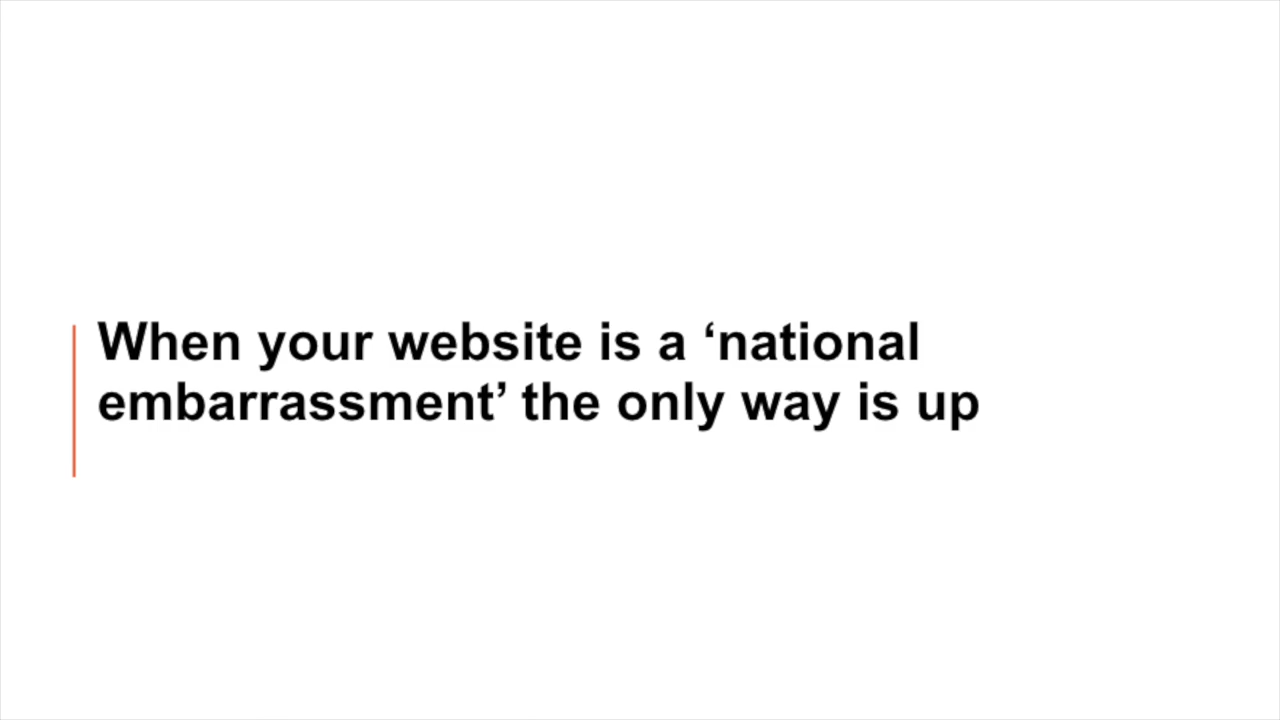 When your website is a ‘national
embarrassment’ the only way is up